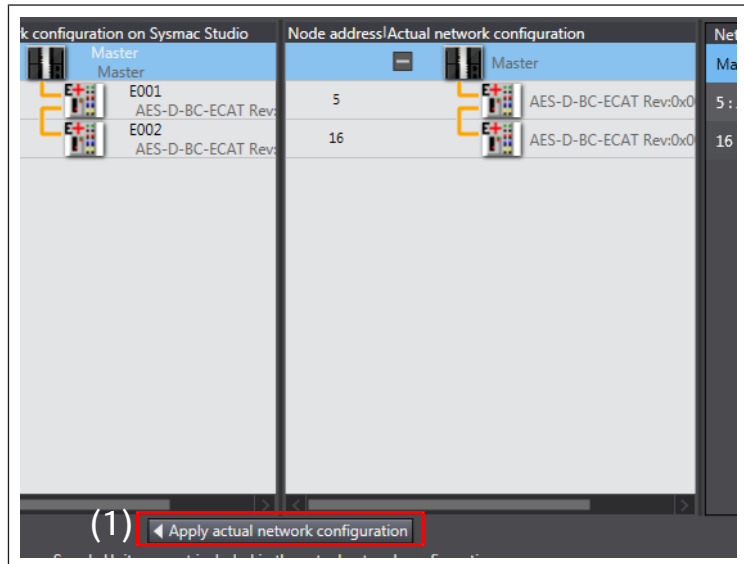 k configuration on Sysmac Studio
Master
Master
E001
AES-D-BC-ECAT Rev:
E002
AES-D-BC-ECAT Rev:
Node address Actual network configuration
Master
5
AES-D-BC-ECAT Rev:0x0
16
AES-D-BC-ECAT Rev:0x0
Net
Ma
5:
16
(1)
Apply actual network configuration